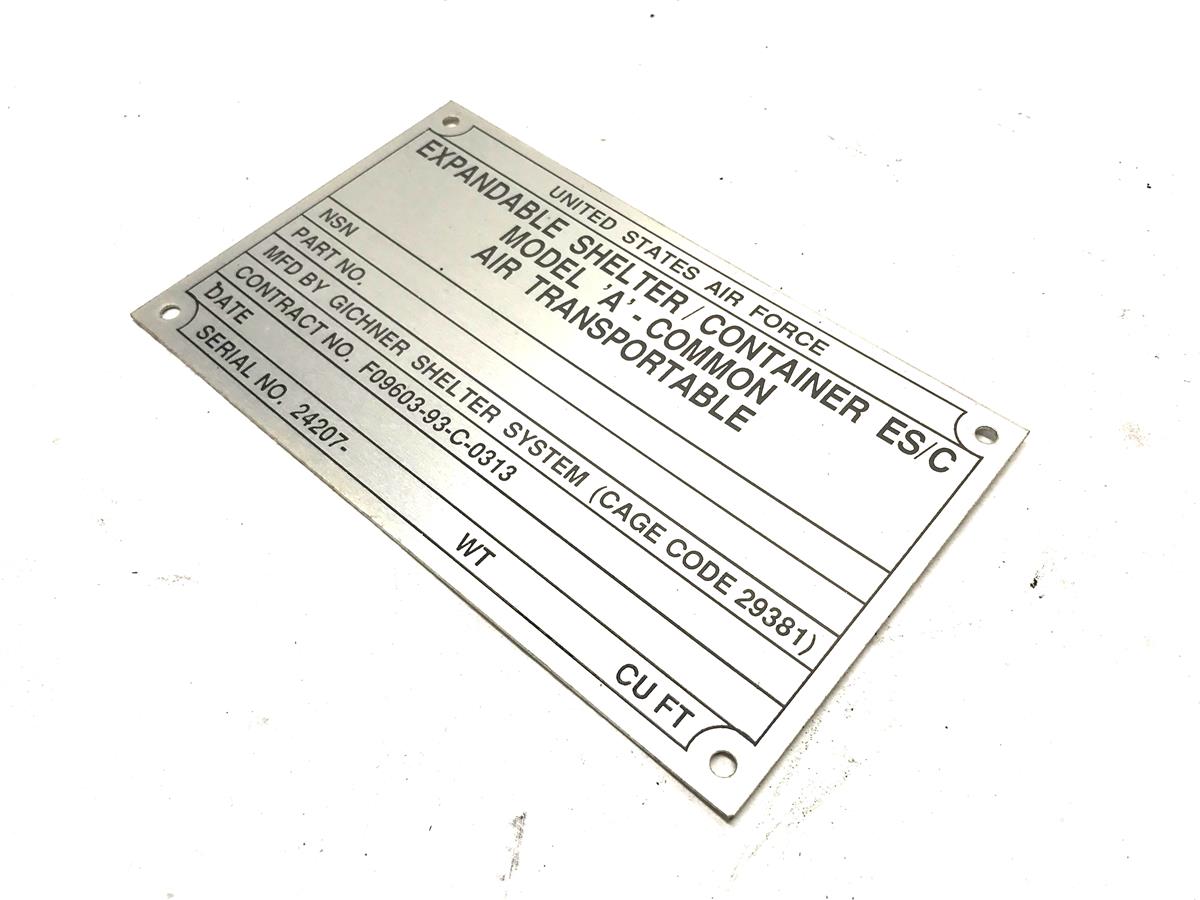 UNITED STATES AIR FORCE
EXPANDABLE SHELTER/CONTAINER ES/C
MODEL 'A'- COMMON
AIR TRANSPORTABLE
NSN
PART NO.
MFD BY GICHNER SHELTER SYSTEM (CAGE CODE 29381)
CONTRACT NO. F09603-93-C-0313
DATE
SERIAL NO. 24207- WT CU FT